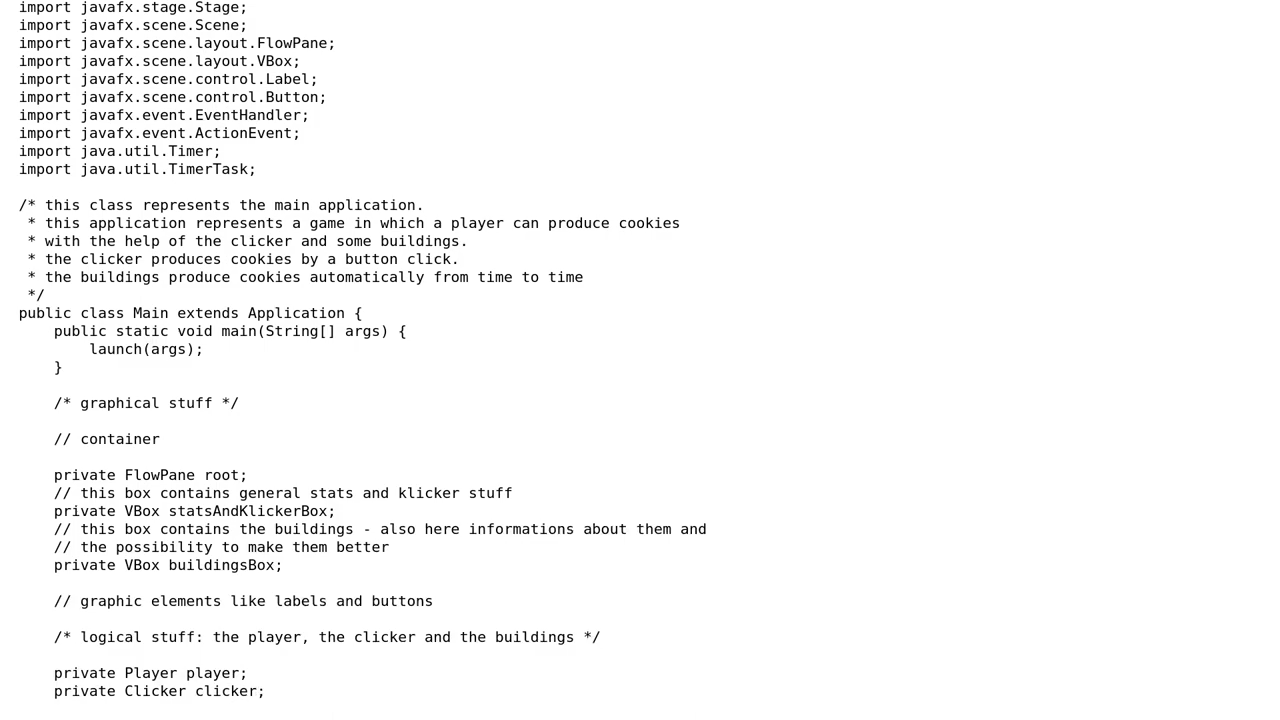 import javafx.stage.Stage;
import javafx.scene.Scene;
import javafx.scene.layout.FlowPane;
import javafx.scene.layout.VBox;
import javafx.scene.control.Label;
import javafx.scene.control.Button;
import javafx.event.EventHandler;
import javafx.event.ActionEvent;
import java.util.Timer;
import java.util.TimerTask;
/* this class represents the main application.
 * this application represents a game in which a player can produce cookies
 * with the help of the clicker and some buildings.
 * the clicker produces cookies by a button click.
 * the buildings produce cookies automatically from time to time
 */
public class Main extends Application {
    public static void main(String[] args) {
        launch(args);
    }
    /* graphical stuff */
    // container
    private FlowPane root;
    // this box contains general stats and klicker stuff
    private VBox statsAndKlickerBox;
    // this box contains the buildings - also here informations about them and
    // the possibility to make them better
    private VBox buildingsBox;
    // graphic elements like labels and buttons
    /* logical stuff: the player, the clicker and the buildings */
    private Player player;
    private Clicker clicker;